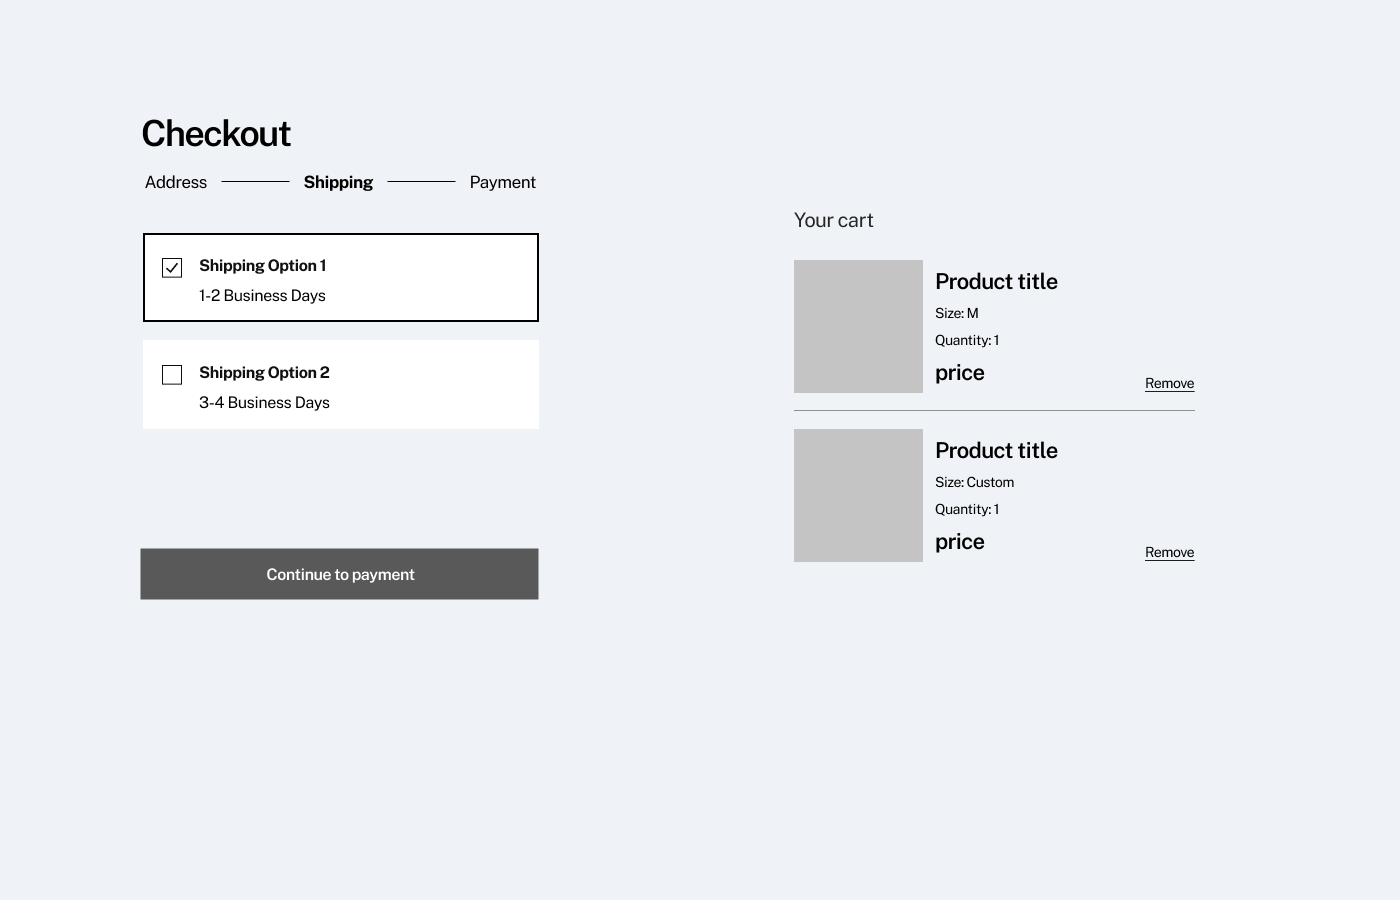 Checkout
Address
Shipping
Payment
Shipping Option 1
1-2 Business Days
Shipping Option 2
3-4 Business Days
Continue to payment
Your cart
Product title
Size: M
Quantity: 1
price
Remove
Product title
Size: Custom
Quantity: 1
price
Remove